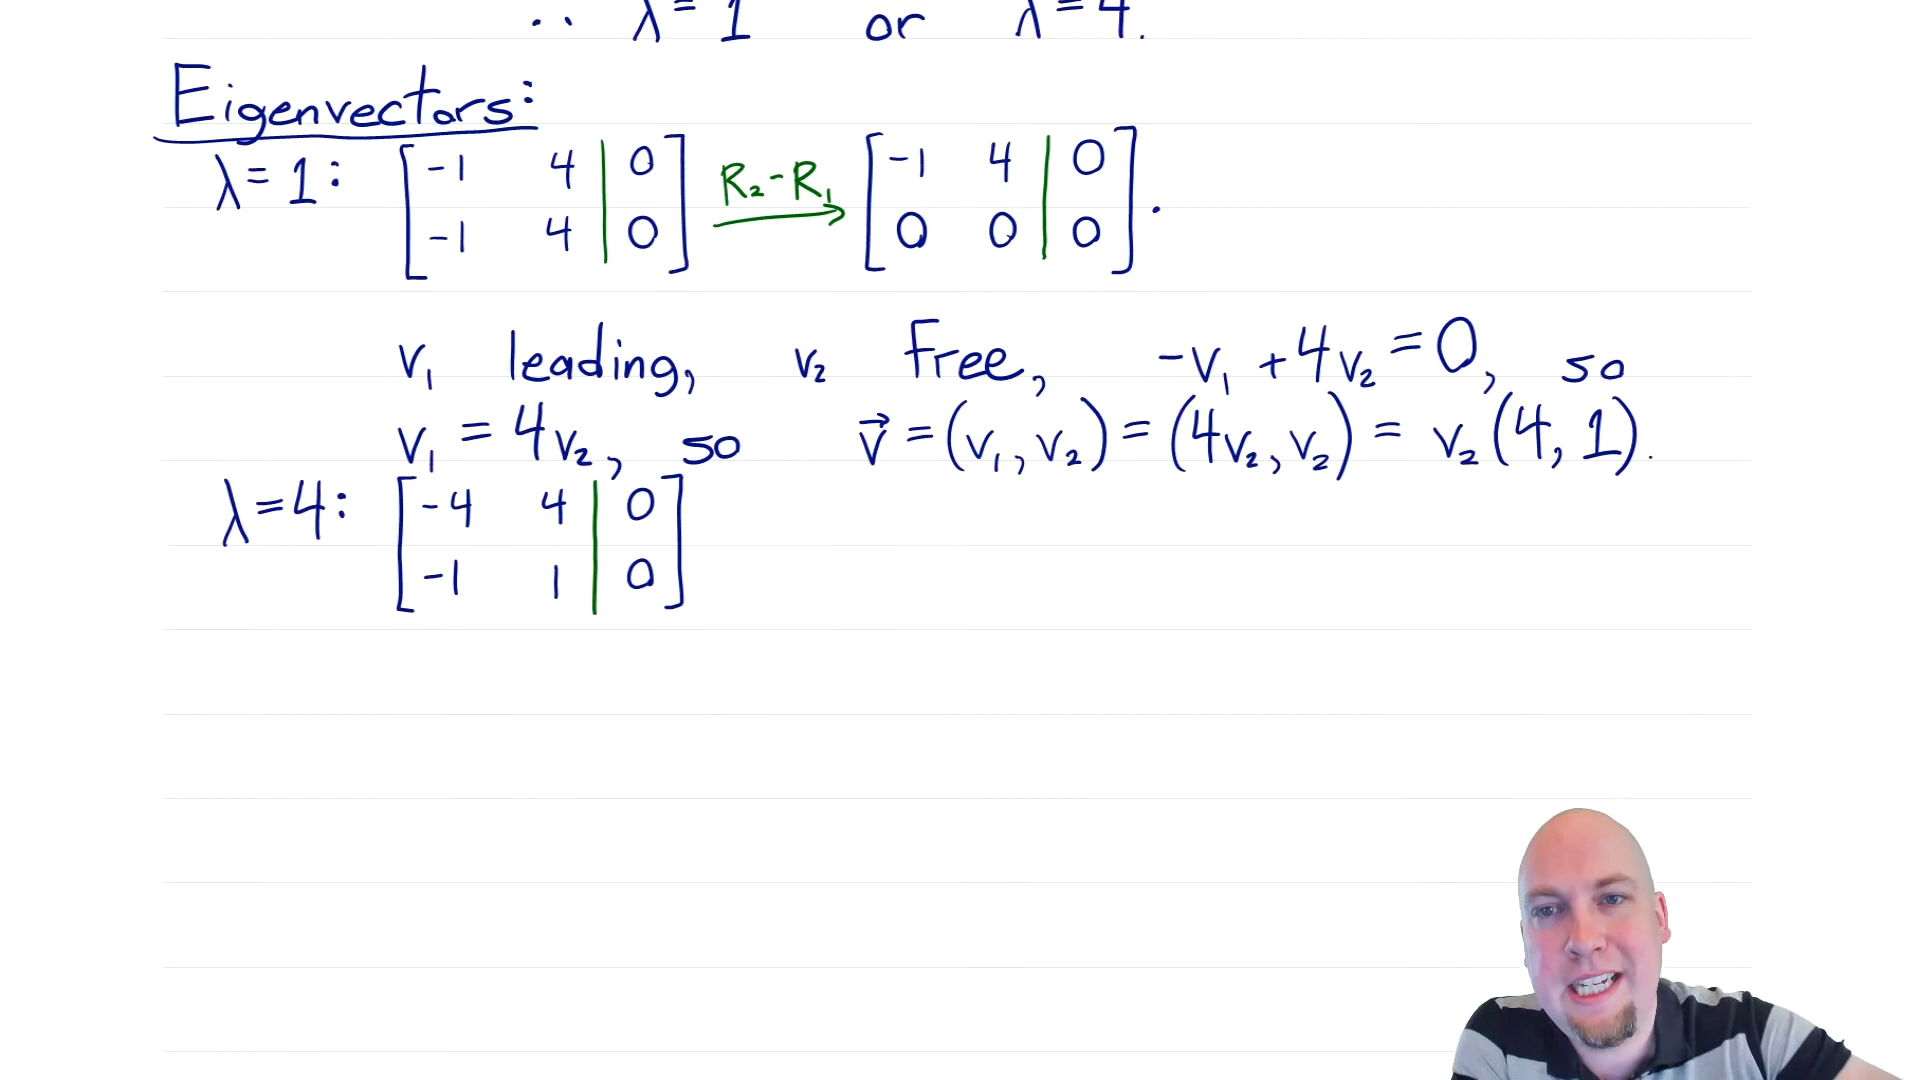 ∴ λ = 1 or λ = 4.
Eigenvectors:
λ = 1: [ -1 4 | 0 ] R₂ - R₁ [ -1 4 | 0 ].
[ -1 4 | 0 ] [ 0 0 | 0 ]
v₁ leading, v₂ free, -v₁ + 4v₂ = 0, so
v₁ = 4v₂, so v⃗ = (v₁, v₂) = (4v₂, v₂) = v₂(4, 1).
λ = 4: [ -4 4 | 0 ]
[ -1 1 | 0 ]